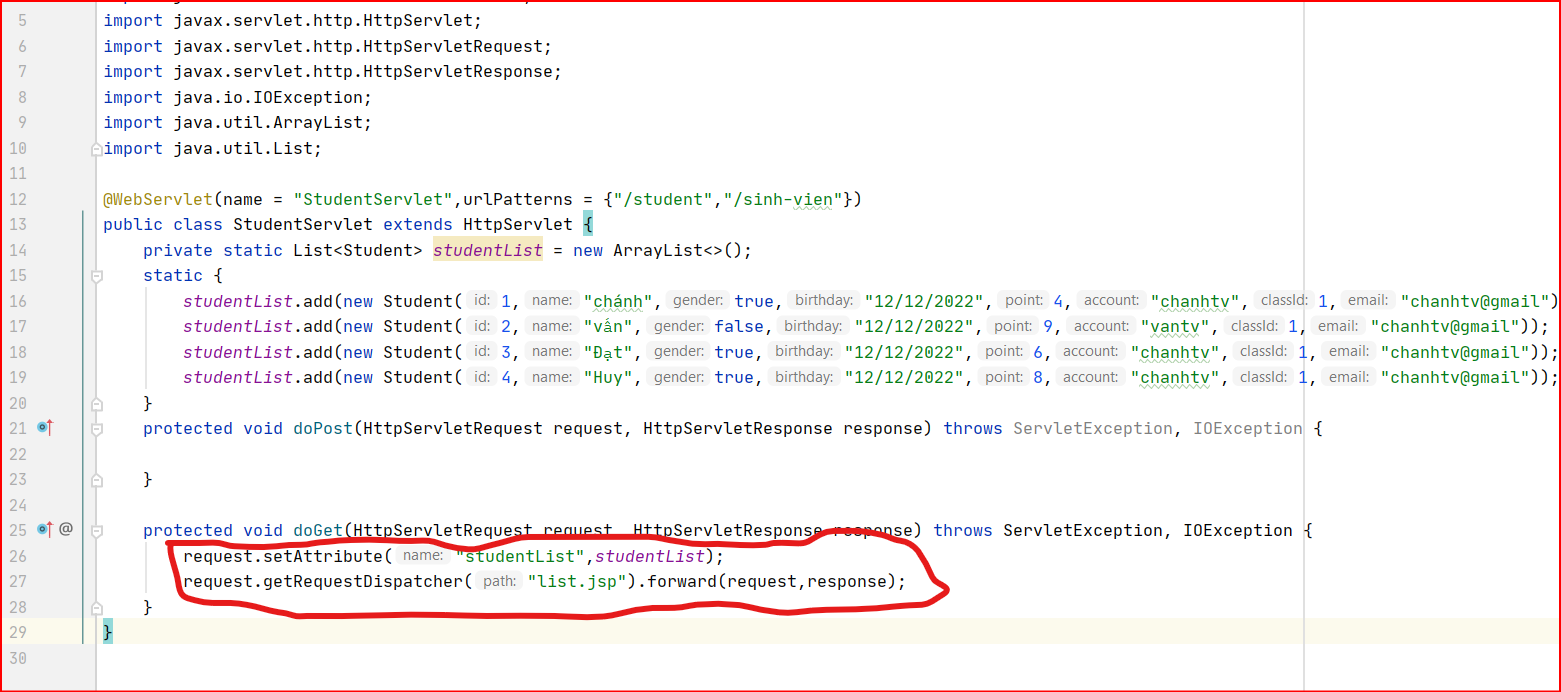 5 import javax.servlet.http.HttpServlet;
6 import javax.servlet.http.HttpServletRequest;
7 import javax.servlet.http.HttpServletResponse;
8 import java.io.IOException;
9 import java.util.ArrayList;
10 import java.util.List;
11
12 @WebServlet(name = "StudentServlet",urlPatterns = {"/student","/sinh-vien"})
13 public class StudentServlet extends HttpServlet {
14 private static List<Student> studentList = new ArrayList<>();
15 static {
16 studentList.add(new Student( id: 1, name: "chánh", gender: true, birthday: "12/12/2022", point: 4, account: "chanhtv", classId: 1, email: "chanhtv@gmail")
17 studentList.add(new Student( id: 2, name: "vấn", gender: false, birthday: "12/12/2022", point: 9, account: "vantv", classId: 1, email: "chanhtv@gmail"));
18 studentList.add(new Student( id: 3, name: "Đạt", gender: true, birthday: "12/12/2022", point: 6, account: "chanhtv", classId: 1, email: "chanhtv@gmail"));
19 studentList.add(new Student( id: 4, name: "Huy", gender: true, birthday: "12/12/2022", point: 8, account: "chanhtv", classId: 1, email: "chanhtv@gmail"));
20 }
21 @ protected void doPost(HttpServletRequest request, HttpServletResponse response) throws ServletException, IOException {
22
23 }
24
25 @ protected void doGet(HttpServletRequest request, HttpServletResponse response) throws ServletException, IOException {
26 request.setAttribute( name: "studentList",studentList);
27 request.getRequestDispatcher( path: "list.jsp").forward(request,response);
28 }
29 }
30